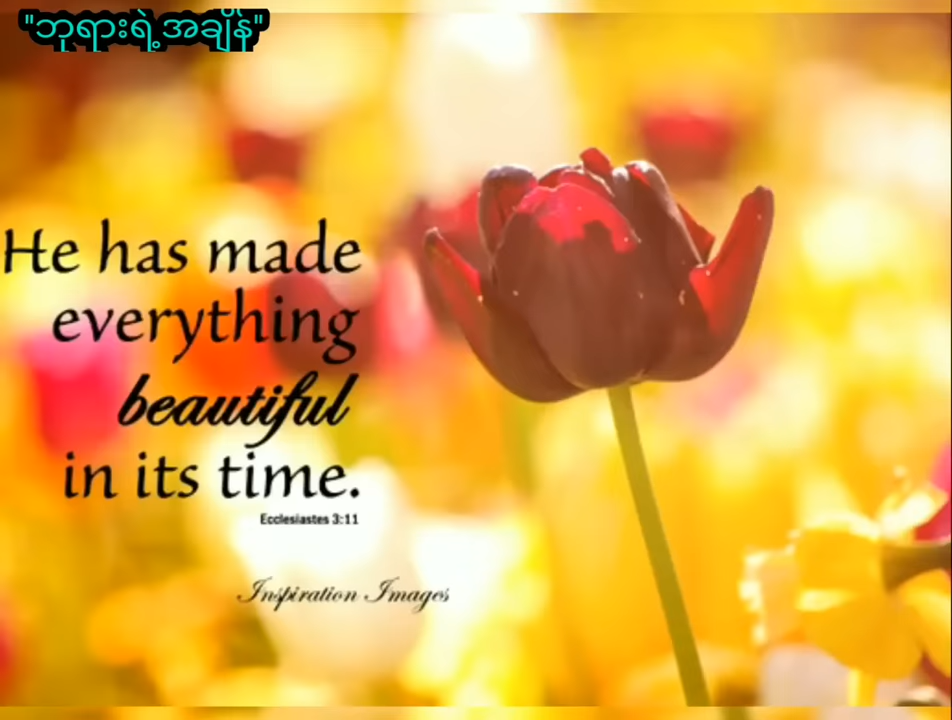 "ဘုရားရဲ့အချိန်"
He has made
everything
beautiful
in its time.
Ecclesiastes 3:11
Inspiration Images